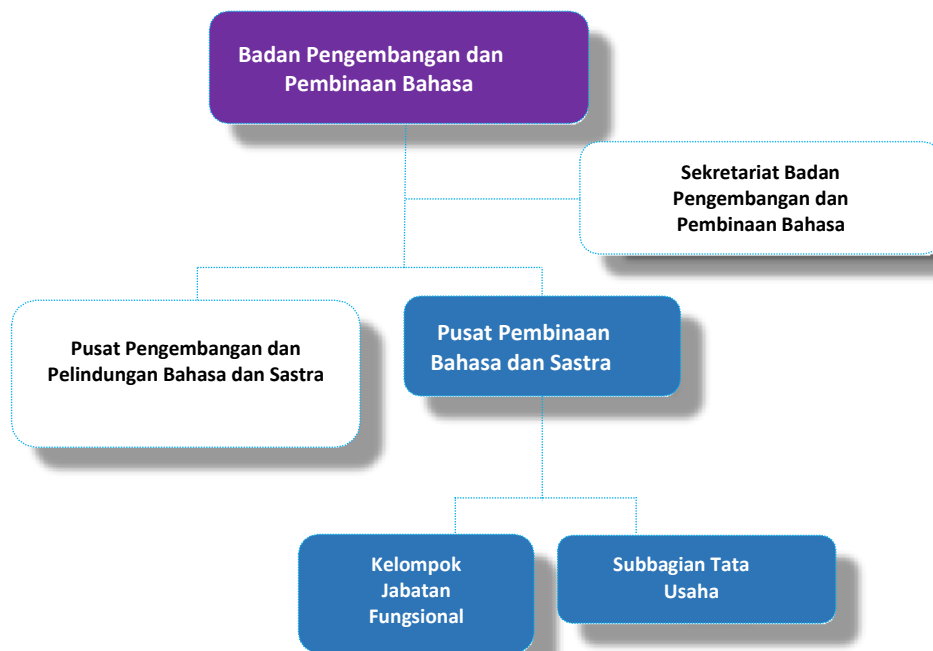 Badan Pengembangan dan
Pembinaan Bahasa
Sekretariat Badan
Pengembangan dan
Pembinaan Bahasa
Pusat Pengembangan dan
Pelindungan Bahasa dan Sastra
Pusat Pembinaan
Bahasa dan Sastra
Kelompok
Jabatan
Fungsional
Subbagian Tata
Usaha